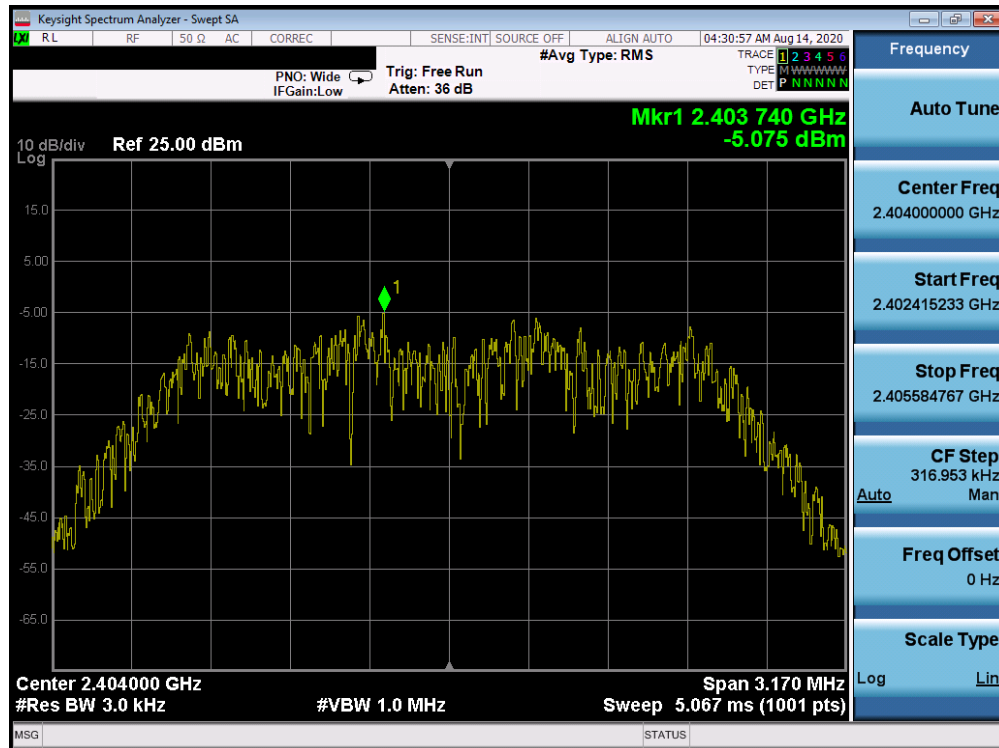 Keysight Spectrum Analyzer - Swept SA
LXI RL RF 50 Ω AC CORREC SENSE:INT SOURCE OFF ALIGN AUTO 04:30:57 AM Aug 14, 2020
#Avg Type: RMS TRACE 1 2 3 4 5 6
PNO: Wide Trig: Free Run TYPE M WWWWW
IFGain:Low Atten: 36 dB DET P N N N N N
Mkr1 2.403 740 GHz
10 dB/div Ref 25.00 dBm -5.075 dBm
Log
1
15.0
5.00
-5.00
-15.0
-25.0
-35.0
-45.0
-55.0
-65.0
Center 2.404000 GHz Span 3.170 MHz
#Res BW 3.0 kHz #VBW 1.0 MHz Sweep 5.067 ms (1001 pts)
MSG STATUS
Frequency
Auto Tune
Center Freq
2.404000000 GHz
Start Freq
2.402415233 GHz
Stop Freq
2.405584767 GHz
CF Step
316.953 kHz
Auto Man
Freq Offset
0 Hz
Scale Type
Log Lin